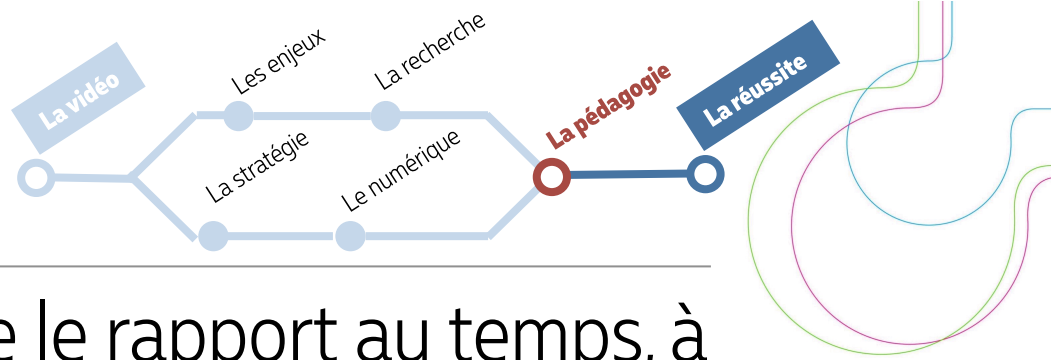 La vidéo
Les enjeux
La recherche
La stratégie
Le numérique
La pédagogie
La réussite
e le rapport au temps, à